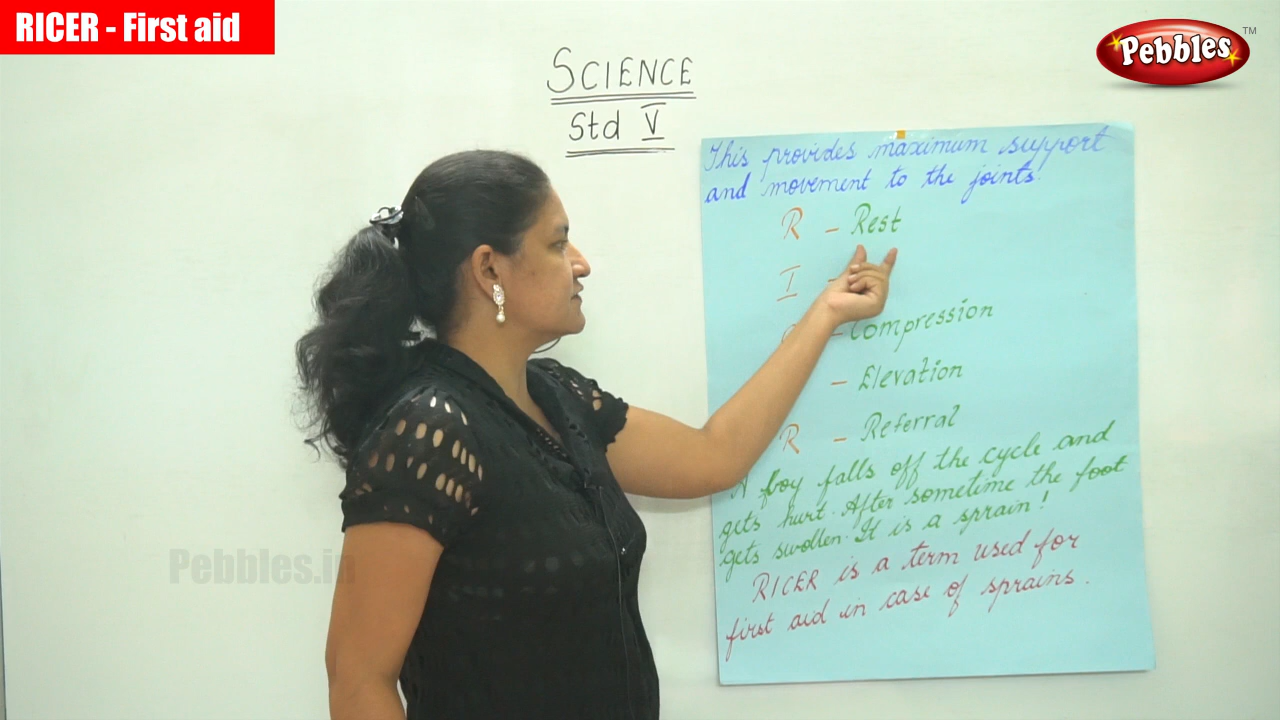 RICER - First aid
Pebbles TM
SCIENCE
Std V
This provides maximum support
and movement to the joints.
R - Rest
I -
- Compression
- Elevation
R - Referral
A boy falls off the cycle and
gets hurt. After sometime the foot
gets swollen. It is a sprain!
RICER is a term used for
first aid in case of sprains.
Pebbles.in